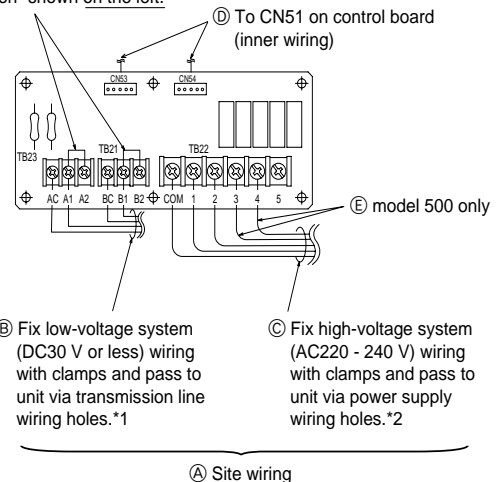 on" shown on the left.
Ⓓ To CN51 on control board
(inner wiring)
CN53
CN54
TB23
TB21
TB22
AC A1 A2 BC B1 B2 COM 1 2 3 4 5
Ⓔ model 500 only
Ⓑ Fix low-voltage system
(DC30 V or less) wiring
with clamps and pass to
unit via transmission line
wiring holes.*1
Ⓒ Fix high-voltage system
(AC220 - 240 V) wiring
with clamps and pass to
unit via power supply
wiring holes.*2
Ⓐ Site wiring